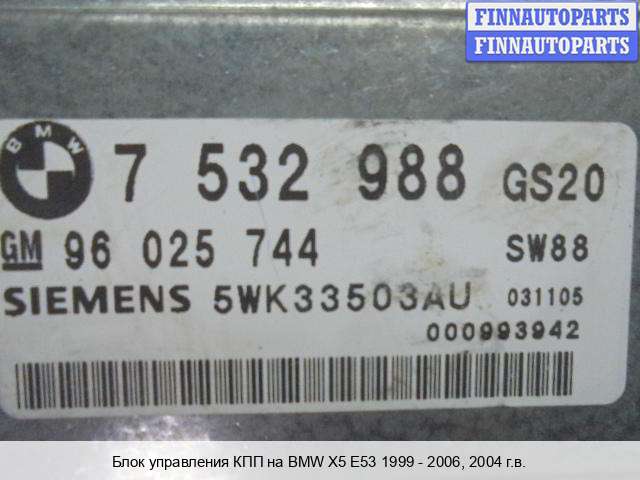 FINNAUTOPARTS
FINNAUTOPARTS
BMW 7 532 988 GS20
GM 96 025 744 SW88
SIEMENS 5WK33503AU 031105
000993942
Блок управления КПП на BMW X5 E53 1999 - 2006, 2004 г.в.